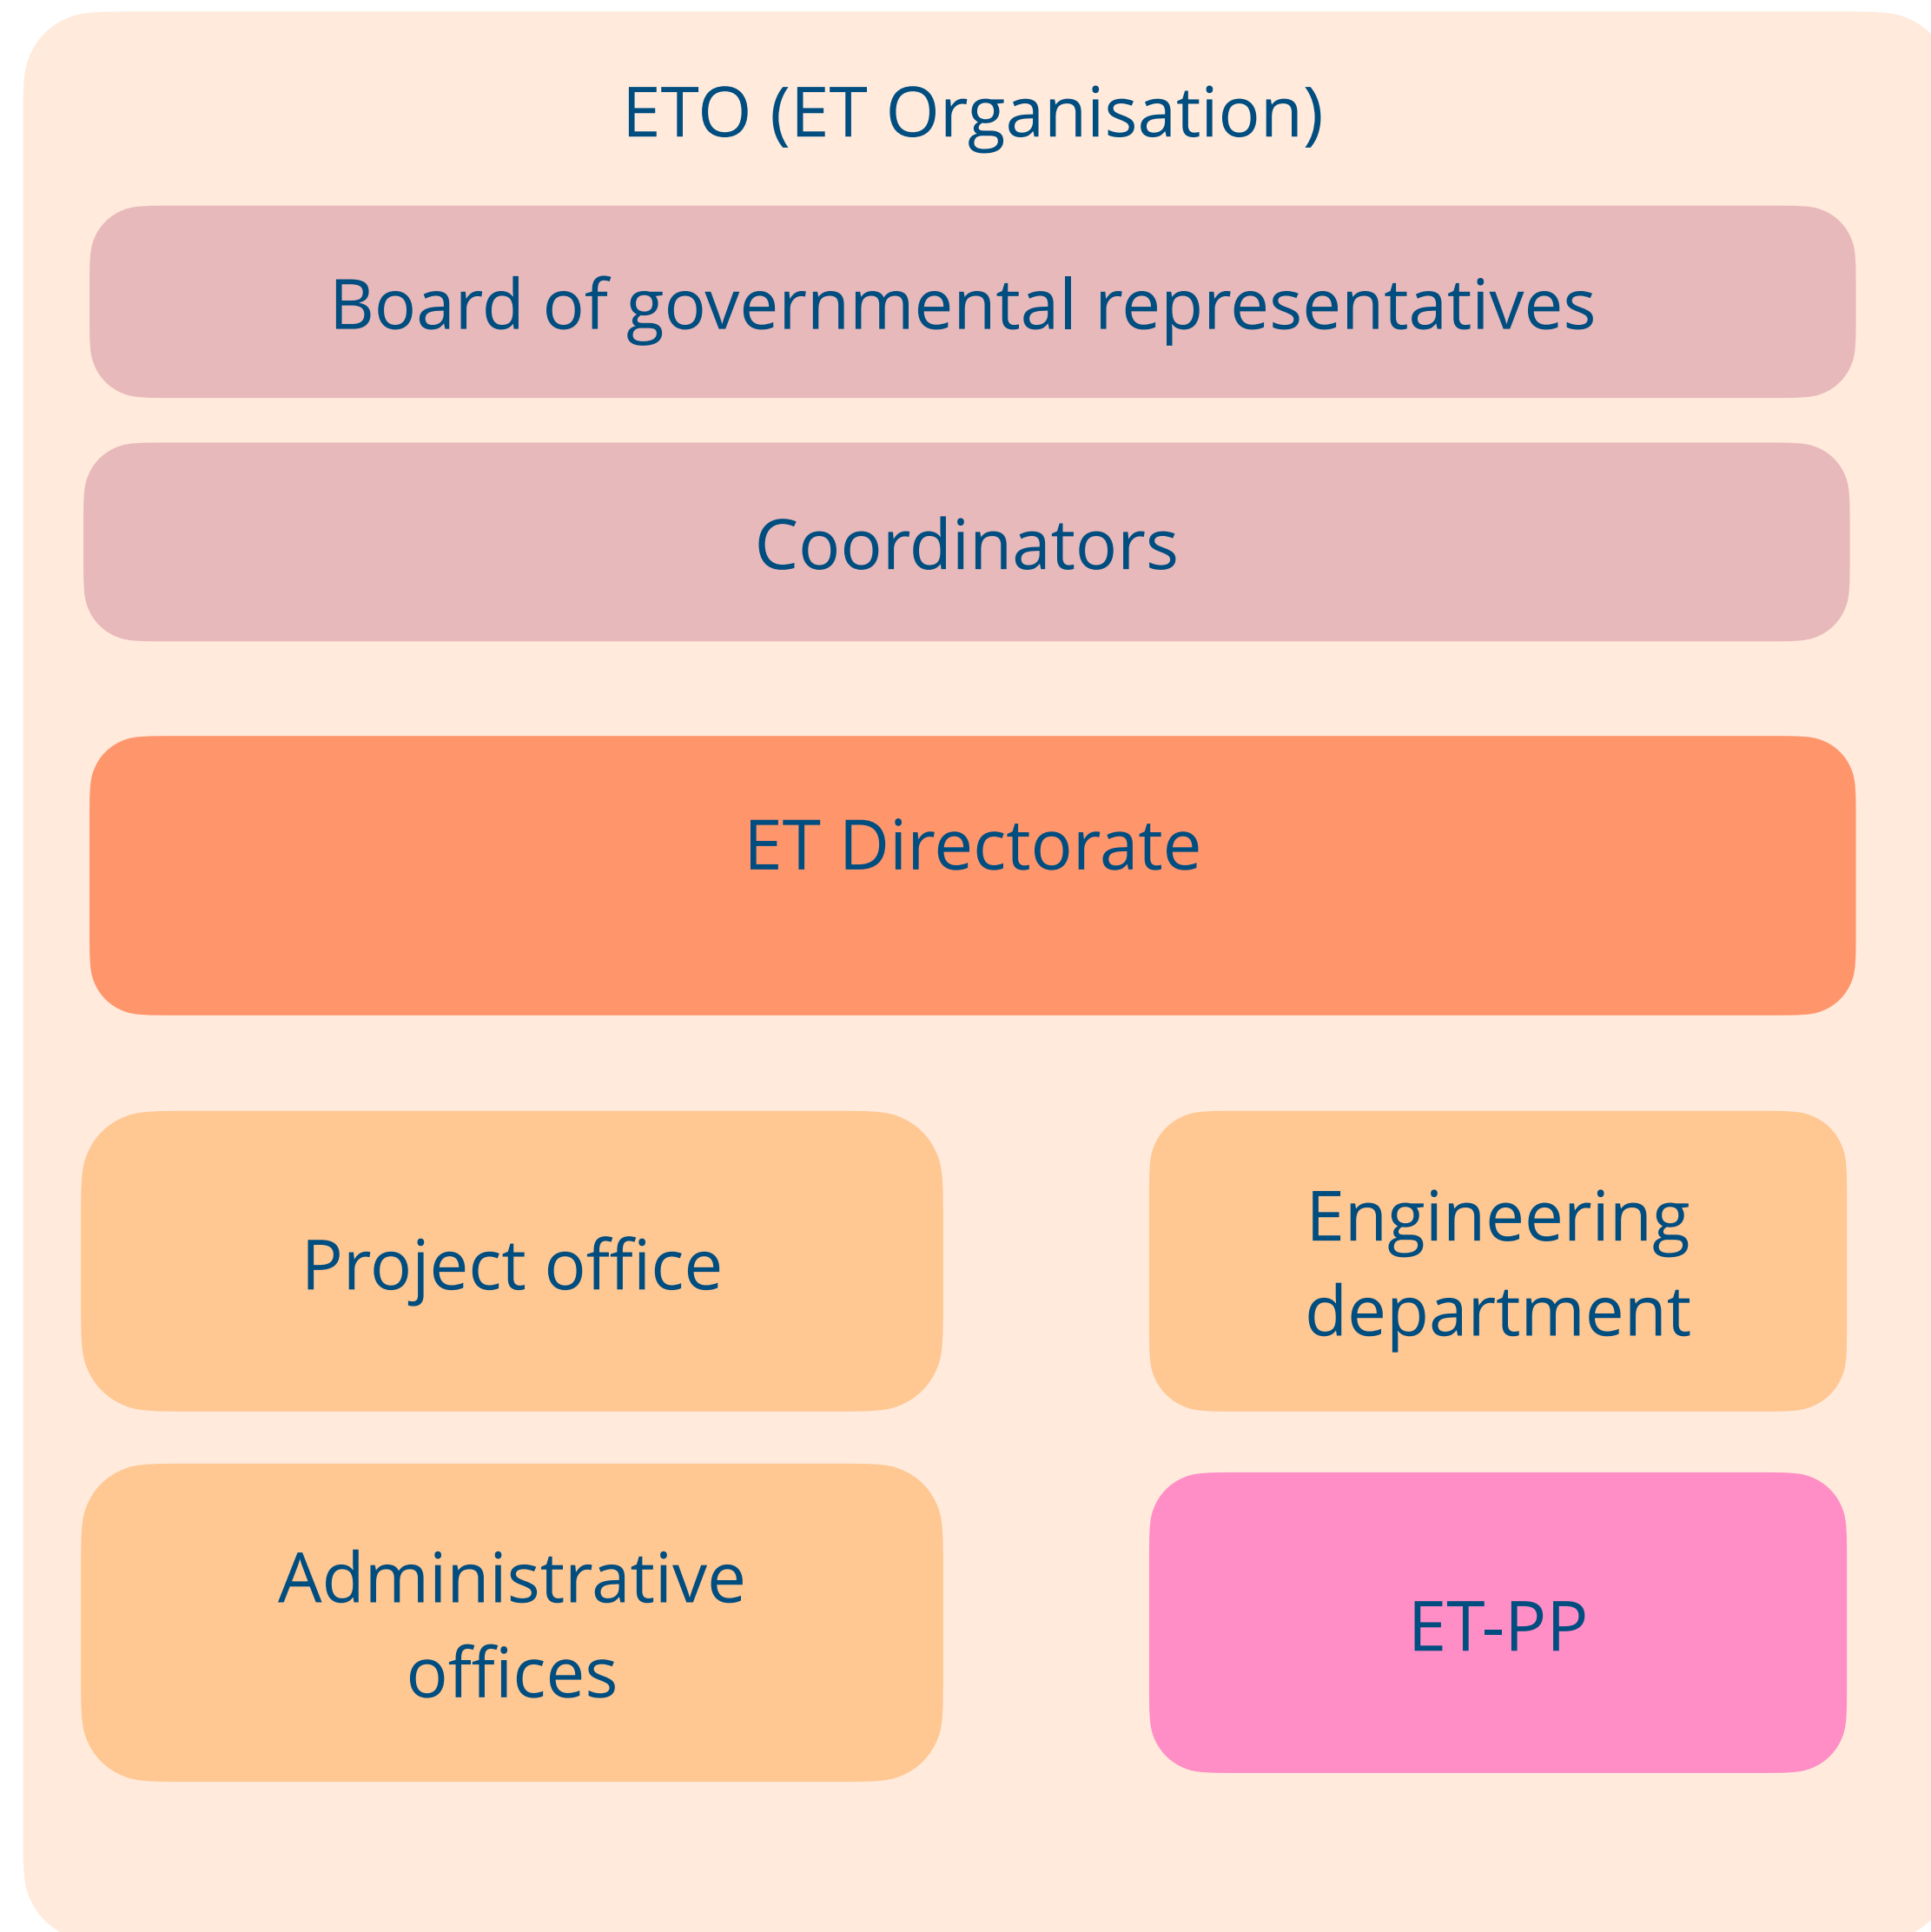 ETO (ET Organisation)
Board of governmental representatives
Coordinators
ET Directorate
Project office
Engineering
department
Administrative
offices
ET-PP